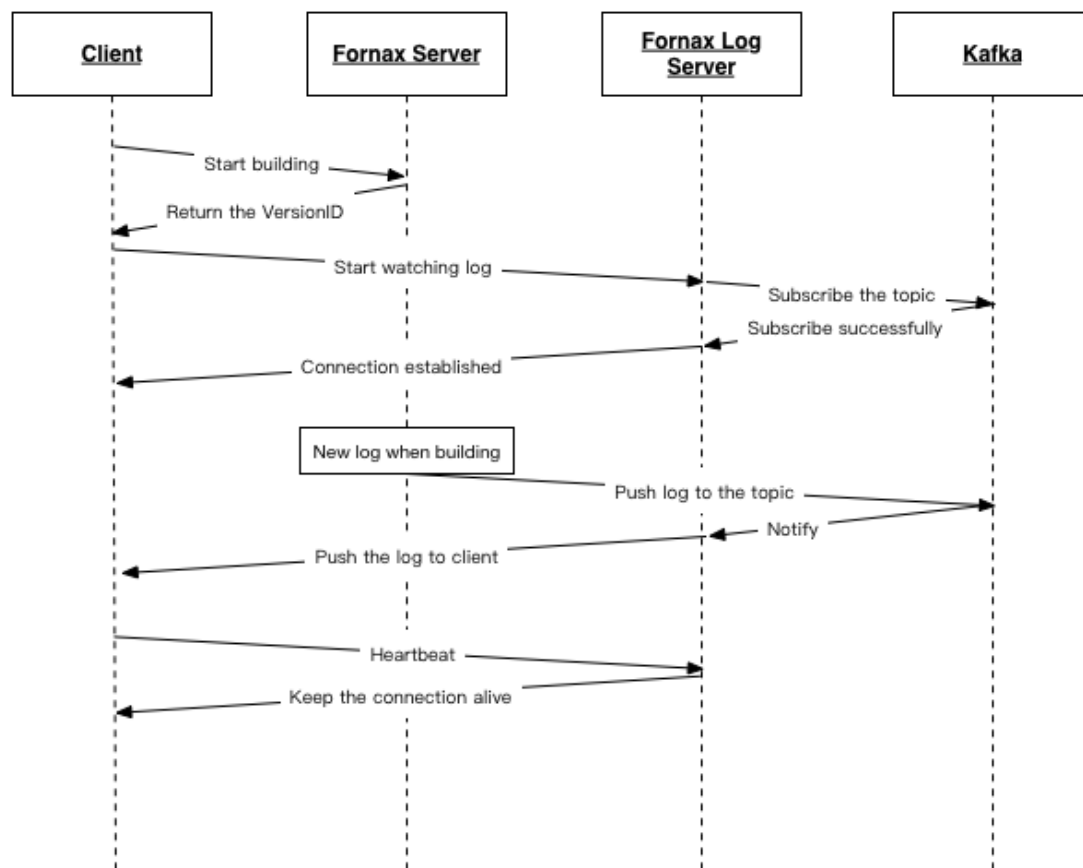 Client
Fornax Server
Fornax Log
Server
Kafka
Start building
Return the VersionID
Start watching log
Subscribe the topic
Subscribe successfully
Connection established
New log when building
Push log to the topic
Notify
Push the log to client
Heartbeat
Keep the connection alive